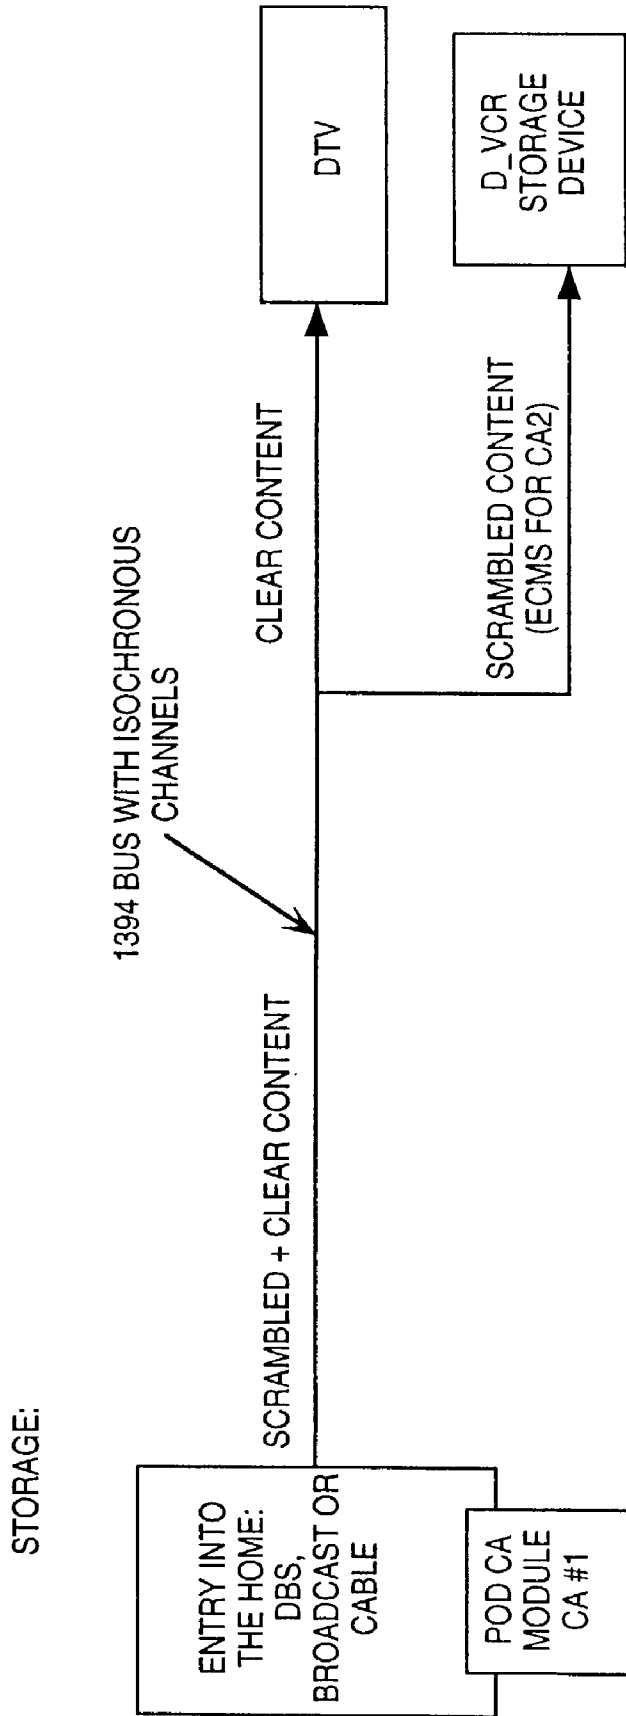 STORAGE:
ENTRY INTO
THE HOME:
DBS,
BROADCAST OR
CABLE
POD CA
MODULE
CA #1
SCRAMBLED + CLEAR CONTENT
1394 BUS WITH ISOCHRONOUS
CHANNELS
CLEAR CONTENT
SCRAMBLED CONTENT
(ECMS FOR CA2)
DTV
D_VCR
STORAGE
DEVICE